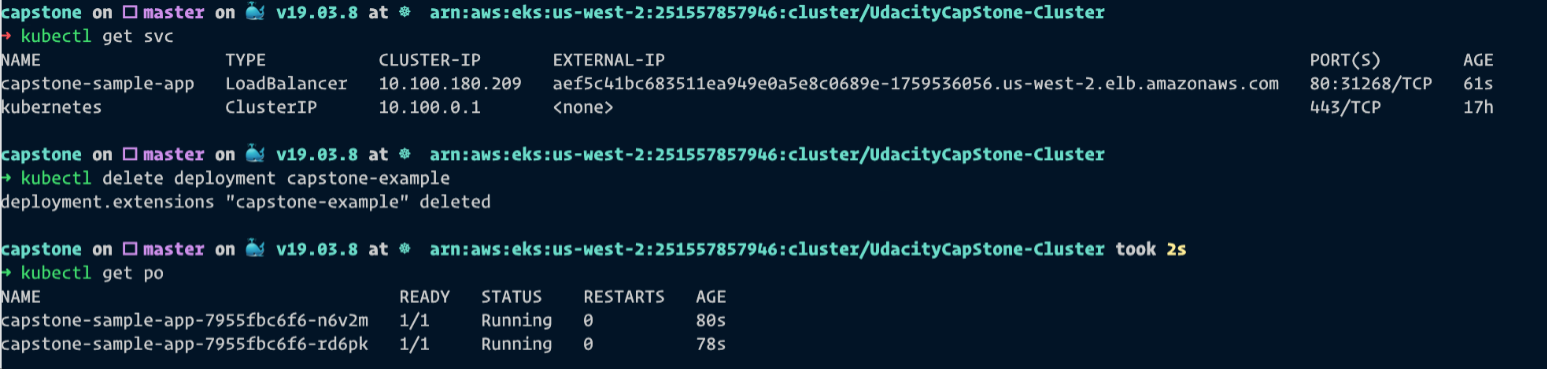 capstone on master on v19.03.8 at ☸ arn:aws:eks:us-west-2:251557857946:cluster/UdacityCapStone-Cluster
→ kubectl get svc
NAME TYPE CLUSTER-IP EXTERNAL-IP PORT(S) AGE
capstone-sample-app LoadBalancer 10.100.180.209 aef5c41bc683511ea949e0a5e8c0689e-1759536056.us-west-2.elb.amazonaws.com 80:31268/TCP 61s
kubernetes ClusterIP 10.100.0.1 <none> 443/TCP 17h
capstone on master on v19.03.8 at ☸ arn:aws:eks:us-west-2:251557857946:cluster/UdacityCapStone-Cluster
→ kubectl delete deployment capstone-example
deployment.extensions "capstone-example" deleted
capstone on master on v19.03.8 at ☸ arn:aws:eks:us-west-2:251557857946:cluster/UdacityCapStone-Cluster took 2s
→ kubectl get po
NAME READY STATUS RESTARTS AGE
capstone-sample-app-7955fbc6f6-n6v2m 1/1 Running 0 80s
capstone-sample-app-7955fbc6f6-rd6pk 1/1 Running 0 78s